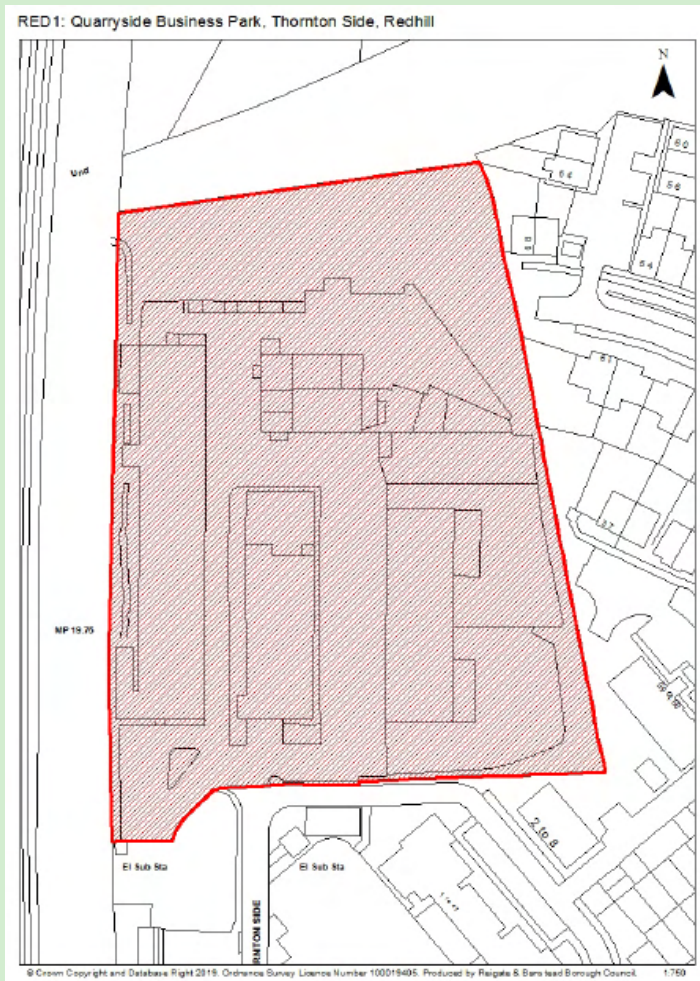 RED1: Quarryside Business Park, Thornton Side, Redhill
N
Und
60
64
56
54
61
57
MP 19.75
2 to 8
El Sub Sta
El Sub Sta
RNTON SIDE
© Crown Copyright and Database Right 2019. Ordnance Survey Licence Number 100019405. Produced by Reigate & Banstead Borough Council. 1:750